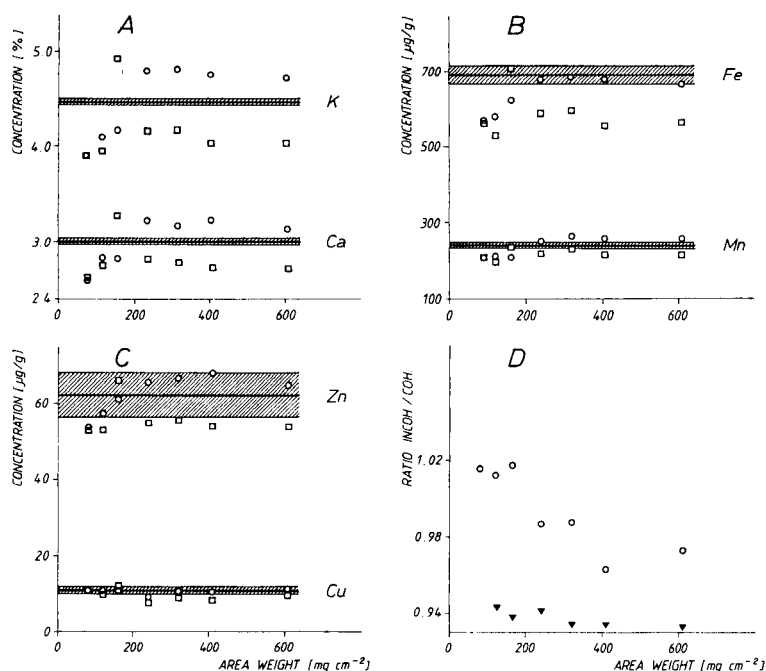 A
CONCENTRATION [%]
5.0
4.0
3.0
2.4
K
Ca
0
200
400
600
B
CONCENTRATION [µg/g]
700
500
300
100
Fe
Mn
0
200
400
600
C
CONCENTRATION [µg/g]
60
40
20
0
Zn
Cu
0
200
400
600
AREA WEIGHT [mg cm⁻²]
D
RATIO INCOH / COH.
1.02
0.98
0.94
0
200
400
600
AREA WEIGHT [mg cm⁻²]